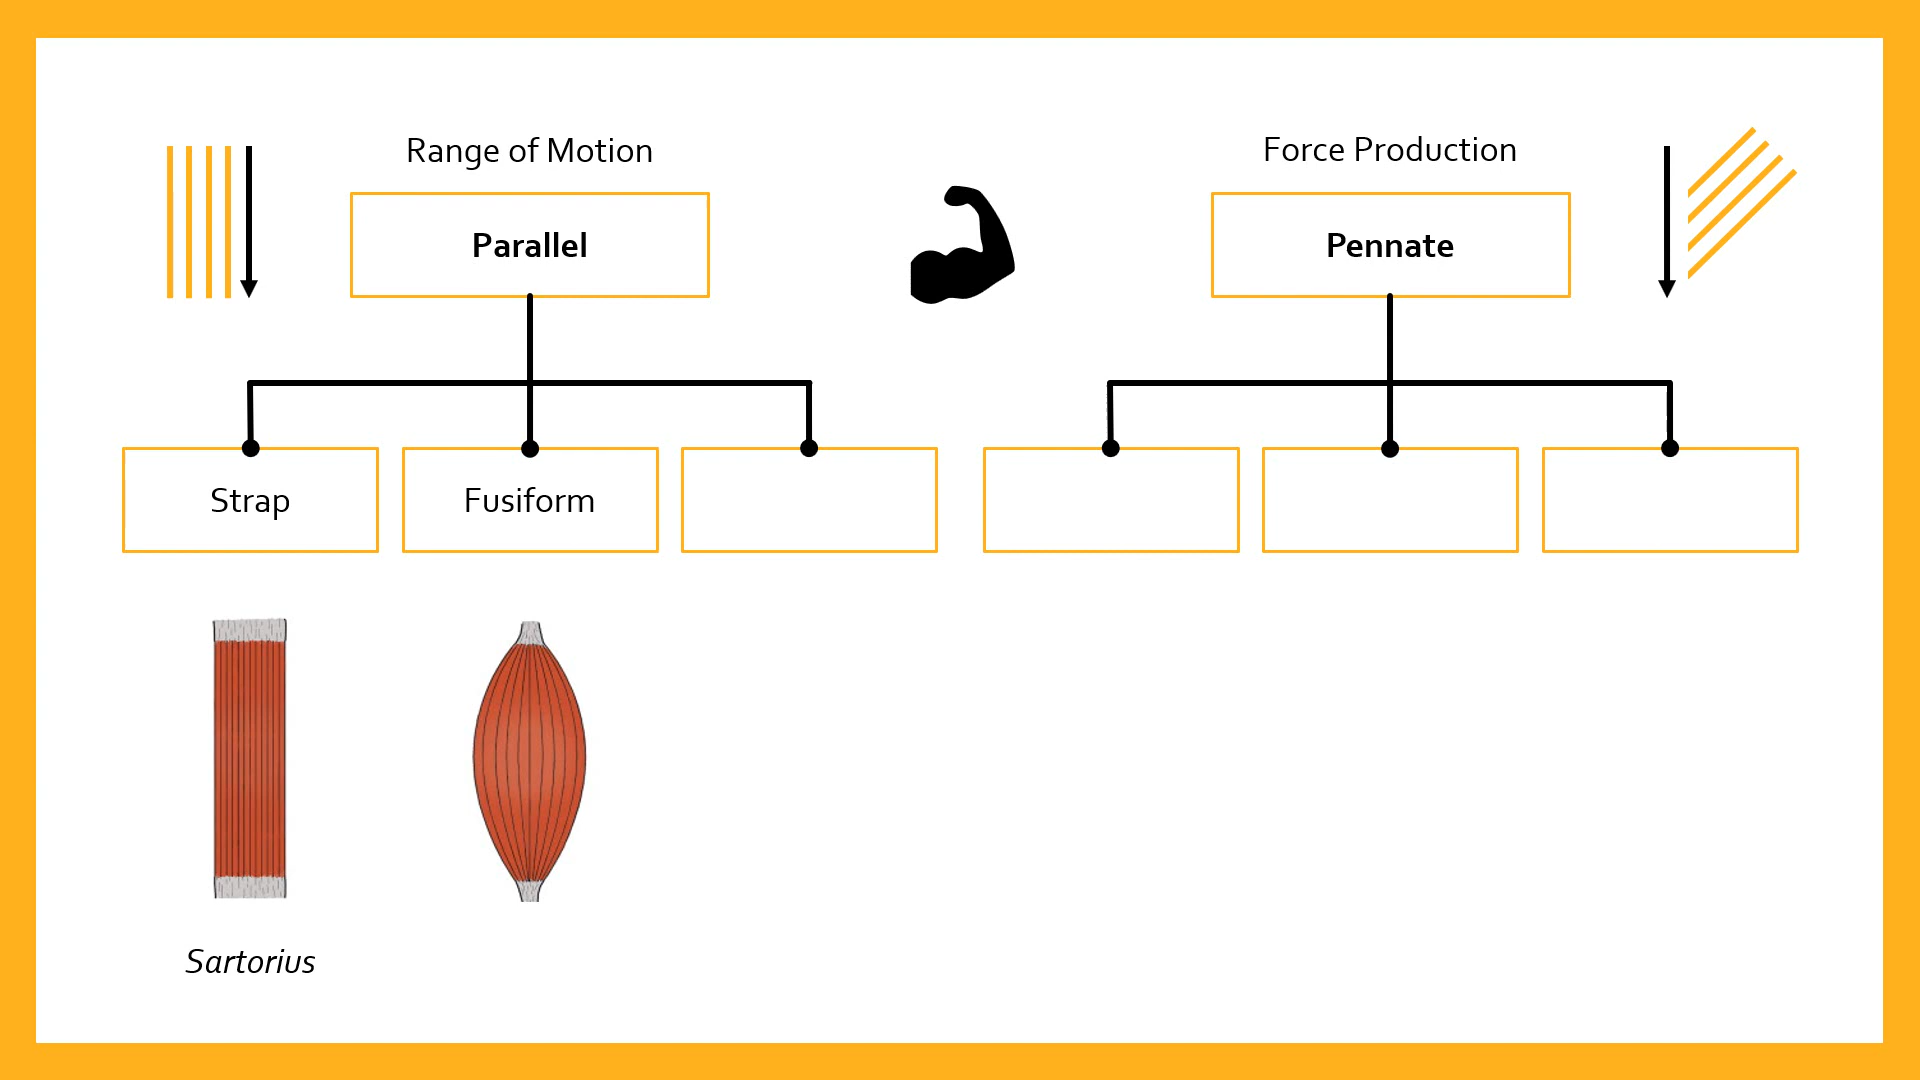 Range of Motion
Force Production
Parallel
Pennate
Strap
Fusiform
Sartorius